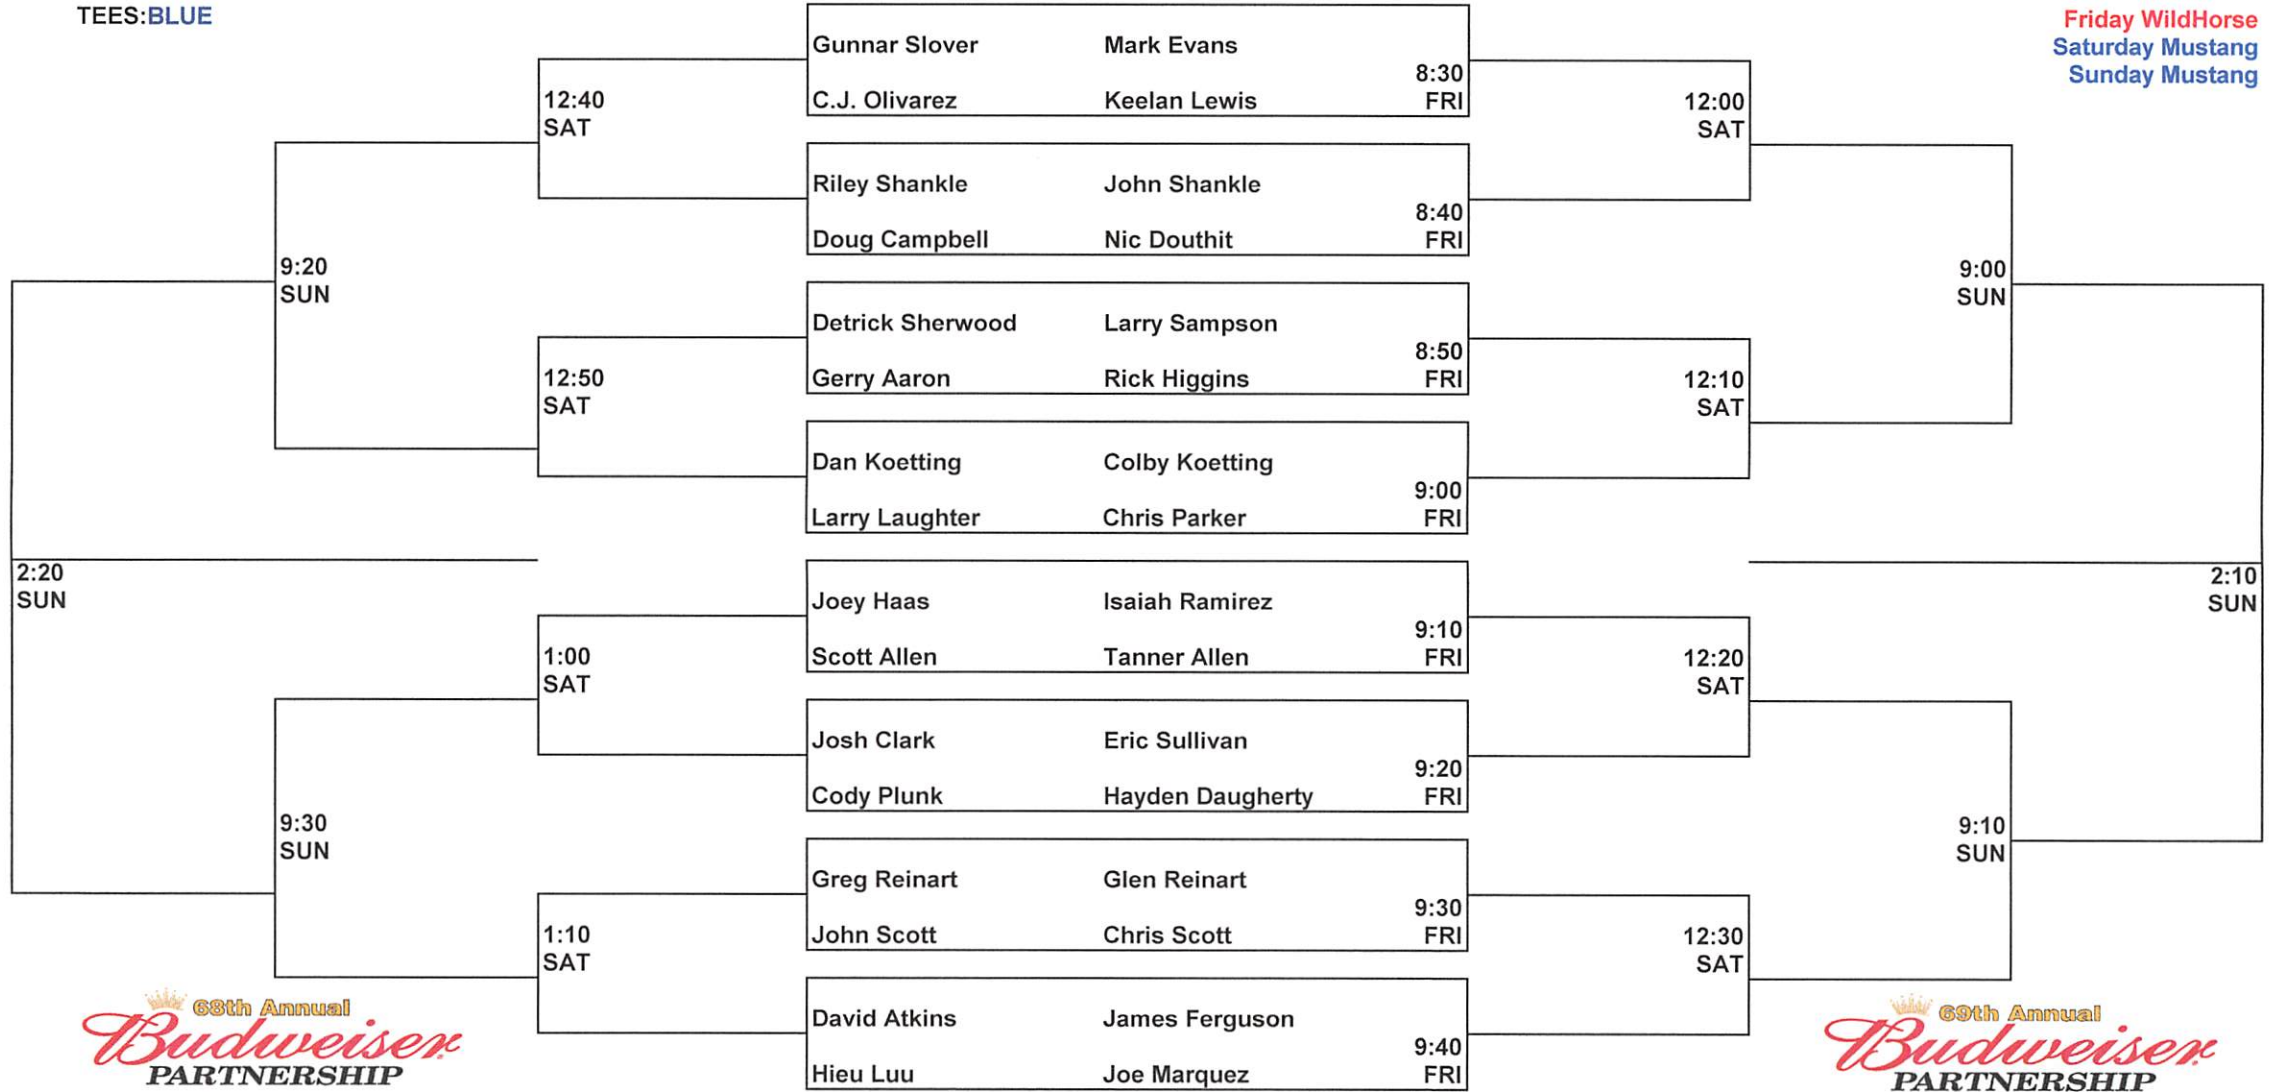 TEES:BLUE
Friday WildHorse
Saturday Mustang
Sunday Mustang
Gunnar Slover Mark Evans
8:30
C.J. Olivarez Keelan Lewis FRI
12:40
SAT
12:00
SAT
Riley Shankle John Shankle
8:40
Doug Campbell Nic Douthit FRI
9:20
SUN
9:00
SUN
Detrick Sherwood Larry Sampson
8:50
Gerry Aaron Rick Higgins FRI
12:50
SAT
12:10
SAT
Dan Koetting Colby Koetting
9:00
Larry Laughter Chris Parker FRI
2:20
SUN
2:10
SUN
Joey Haas Isaiah Ramirez
9:10
Scott Allen Tanner Allen FRI
1:00
SAT
12:20
SAT
Josh Clark Eric Sullivan
9:20
Cody Plunk Hayden Daugherty FRI
9:30
SUN
9:10
SUN
Greg Reinart Glen Reinart
9:30
John Scott Chris Scott FRI
1:10
SAT
12:30
SAT
David Atkins James Ferguson
9:40
Hieu Luu Joe Marquez FRI
68th Annual
Budweiser
PARTNERSHIP
69th Annual
Budweiser
PARTNERSHIP